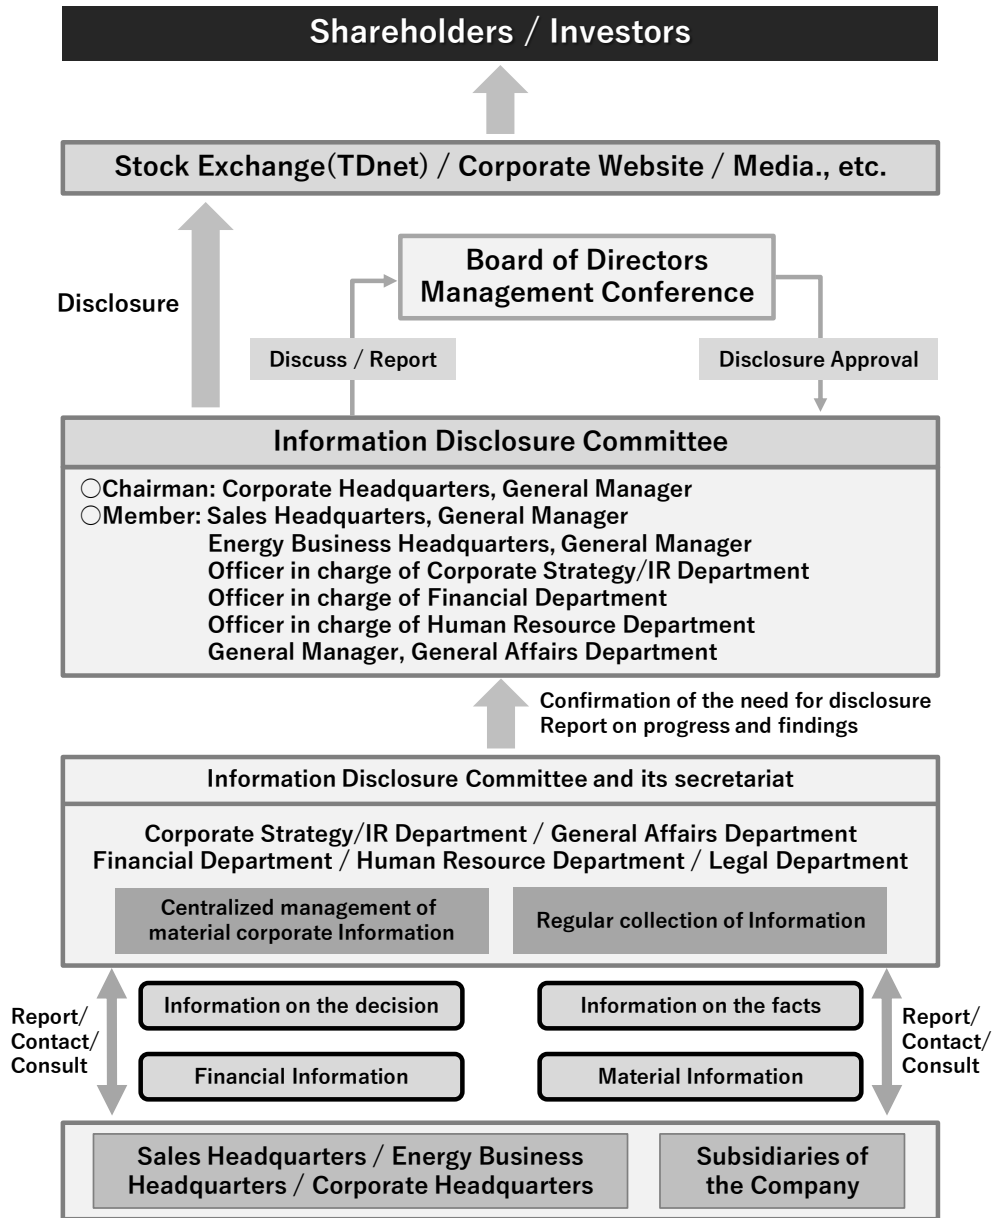 Shareholders / Investors
Stock Exchange(TDnet) / Corporate Website / Media., etc.
Board of Directors
Management Conference
Disclosure
Discuss / Report
Disclosure Approval
Information Disclosure Committee
○Chairman: Corporate Headquarters, General Manager
○Member: Sales Headquarters, General Manager
Energy Business Headquarters, General Manager
Officer in charge of Corporate Strategy/IR Department
Officer in charge of Financial Department
Officer in charge of Human Resource Department
General Manager, General Affairs Department
Confirmation of the need for disclosure
Report on progress and findings
Information Disclosure Committee and its secretariat
Corporate Strategy/IR Department / General Affairs Department
Financial Department / Human Resource Department / Legal Department
Centralized management of
material corporate Information
Regular collection of Information
Report/
Contact/
Consult
Information on the decision
Information on the facts
Financial Information
Material Information
Report/
Contact/
Consult
Sales Headquarters / Energy Business
Headquarters / Corporate Headquarters
Subsidiaries of
the Company